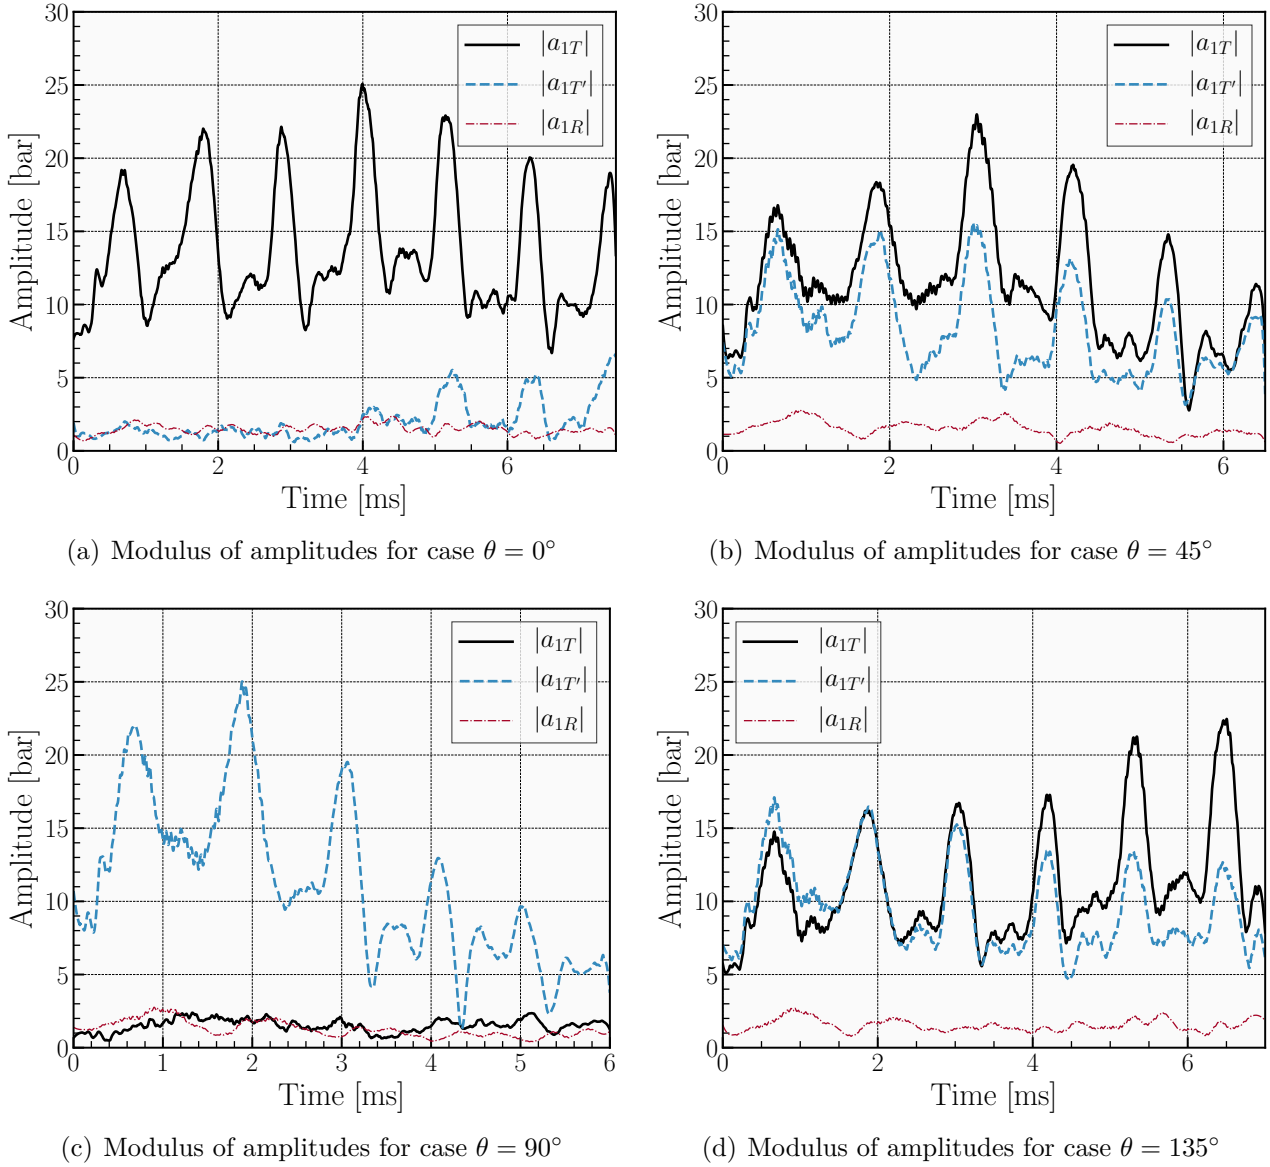 30
25
20
15
10
5
0
Amplitude [bar]
|a1T|
|a1T′|
|a1R|
0 2 4 6
Time [ms]
(a) Modulus of amplitudes for case θ = 0°
30
25
20
15
10
5
0
Amplitude [bar]
|a1T|
|a1T′|
|a1R|
0 2 4 6
Time [ms]
(b) Modulus of amplitudes for case θ = 45°
30
25
20
15
10
5
0
Amplitude [bar]
|a1T|
|a1T′|
|a1R|
0 1 2 3 4 5 6
Time [ms]
(c) Modulus of amplitudes for case θ = 90°
30
25
20
15
10
5
0
Amplitude [bar]
|a1T|
|a1T′|
|a1R|
0 2 4 6
Time [ms]
(d) Modulus of amplitudes for case θ = 135°